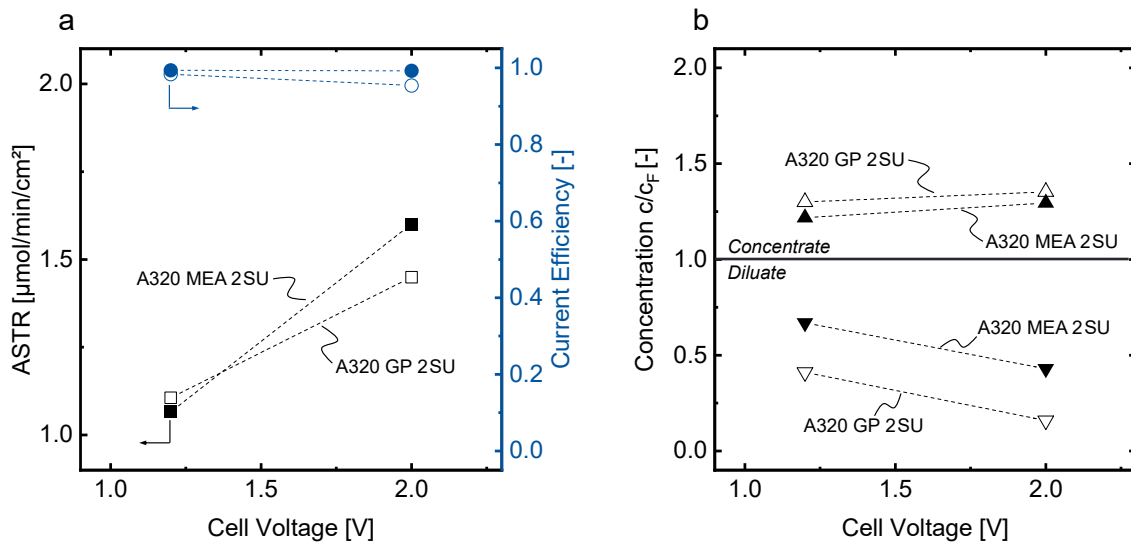 a
ASTR [µmol/min/cm²]
2.0
1.5
1.0
A320 MEA 2SU
A320 GP 2SU
1.0
0.8
0.6
0.4
0.2
0.0
Current Efficiency [-]
1.0 1.5 2.0
Cell Voltage [V]
b
Concentration c/c_F [-]
2.0
1.5
1.0
0.5
0.0
A320 GP 2SU
A320 MEA 2SU
Concentrate
Diluate
A320 MEA 2SU
A320 GP 2SU
1.0 1.5 2.0
Cell Voltage [V]